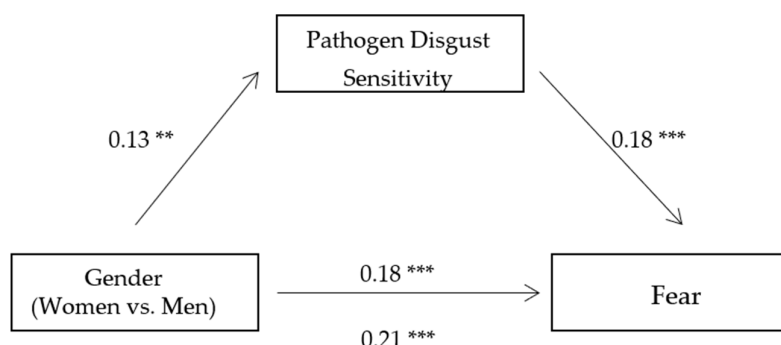 Pathogen Disgust
Sensitivity
0.13 **
0.18 ***
Gender
(Women vs. Men)
0.18 ***
Fear
0.21 ***